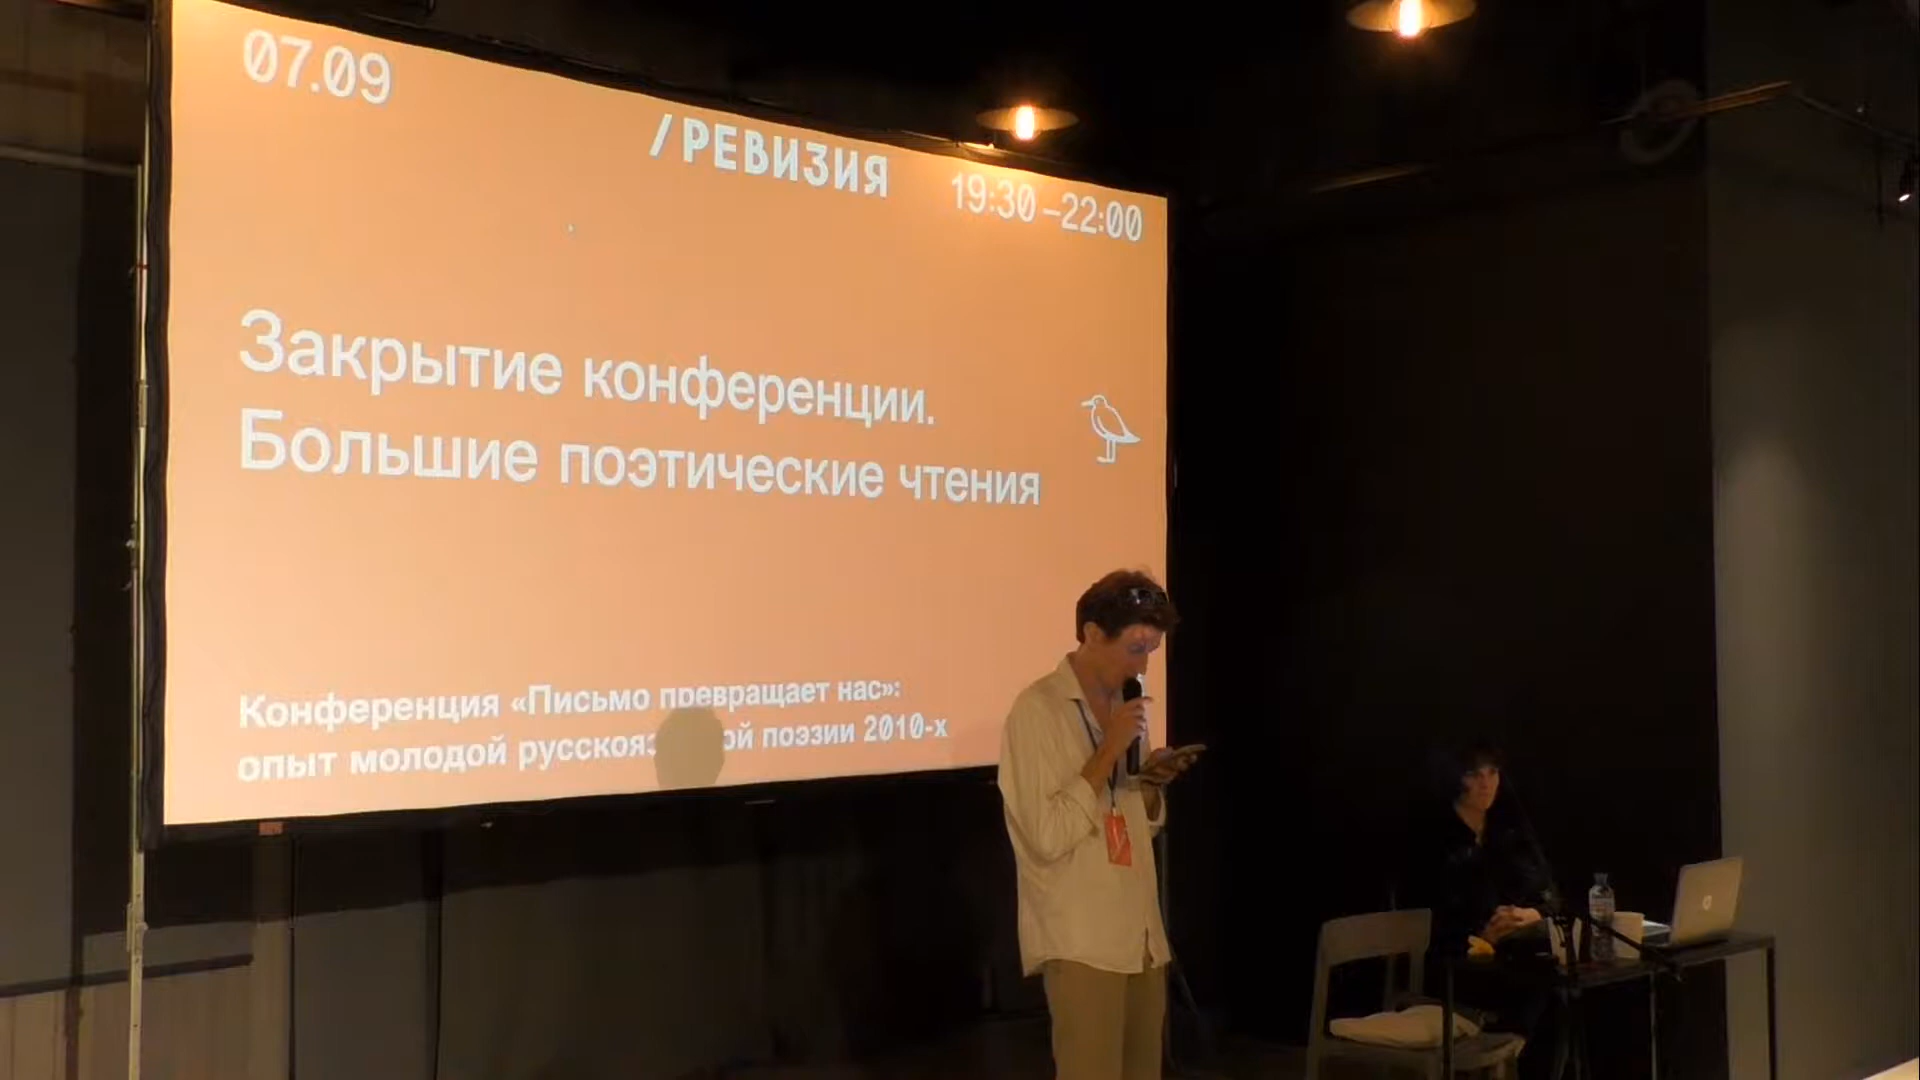 07.09
/РЕВИЗИЯ
19:30–22:00
Закрытие конференции.
Большие поэтические чтения
Конференция «Письмо превращает нас»:
опыт молодой поэзии 2010-х